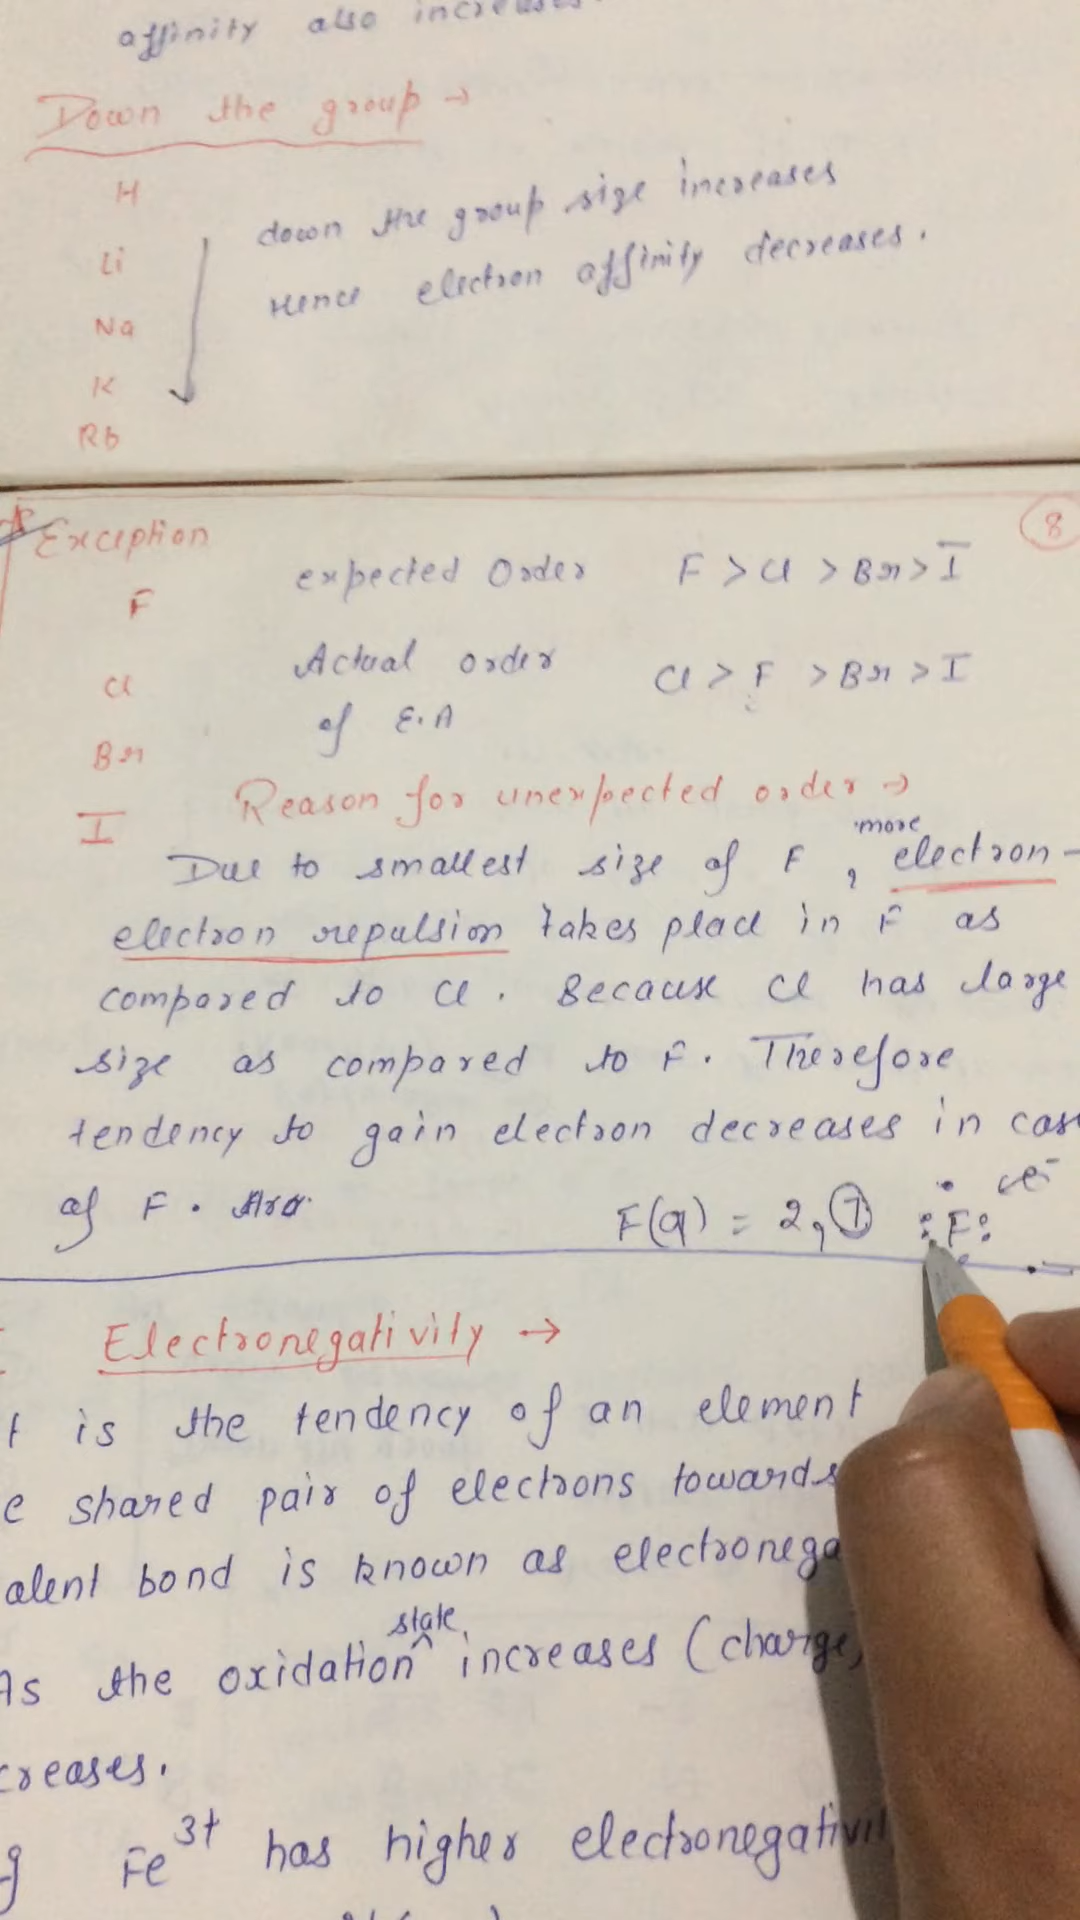 affinity also increases.
Down the group →
H
Li
Na
K
Rb
down the group size increases
Hence electron affinity decreases.
8
Exception
F
Cl
Br
I
expected Order F > Cl > Br > I
Actual order Cl > F > Br > I
of E.A
Reason for unexpected order →
Due to smallest size of F, more electron-
electron repulsion takes place in F as
compared to Cl. Because Cl has large
size as compared to F. Therefore
tendency to gain electron decreases in cas
of F.
F(9) = 2, 7 F e-
Electronegativity →
t is the tendency of an element
e shared pair of electrons towards
alent bond is known as electronega
As the oxidation state increases (charge,
creases.
g Fe3+ has higher electronegativi